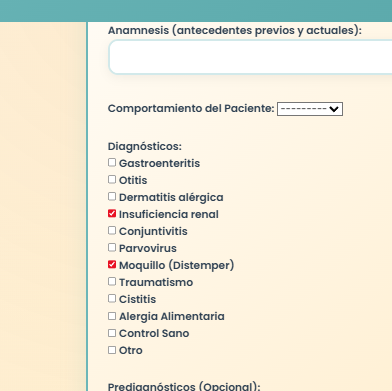 Anamnesis (antecedentes previos y actuales):
Comportamiento del Paciente: ---------
Diagnósticos:
Gastroenteritis
Otitis
Dermatitis alérgica
Insuficiencia renal
Conjuntivitis
Parvovirus
Moquillo (Distemper)
Traumatismo
Cistitis
Alergia Alimentaria
Control Sano
Otro
Prediagnósticos (Opcional):